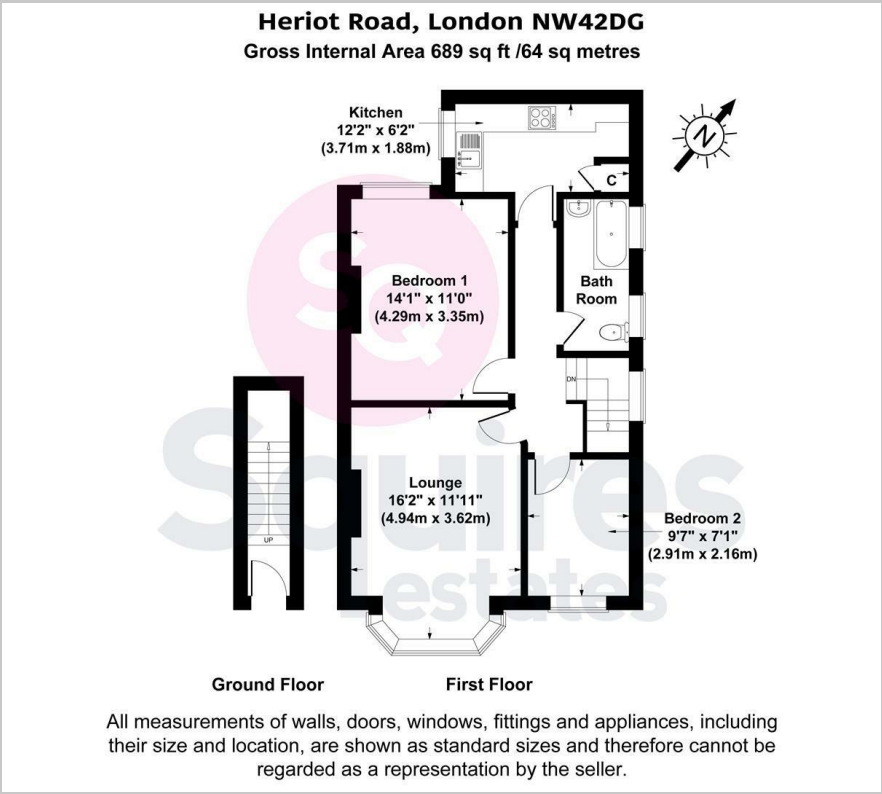 Heriot Road, London NW42DG
Gross Internal Area 689 sq ft /64 sq metres
Kitchen
12'2" x 6'2"
(3.71m x 1.88m)
N
C
SQ
Bedroom 1
14'1" x 11'0"
(4.29m x 3.35m)
Bath
Room
DN
Squires
estates
Lounge
16'2" x 11'11"
(4.94m x 3.62m)
Bedroom 2
9'7" x 7'1"
(2.91m x 2.16m)
UP
Ground Floor
First Floor
All measurements of walls, doors, windows, fittings and appliances, including
their size and location, are shown as standard sizes and therefore cannot be
regarded as a representation by the seller.